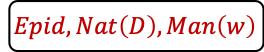 Epid, Nat(D), Man(w)